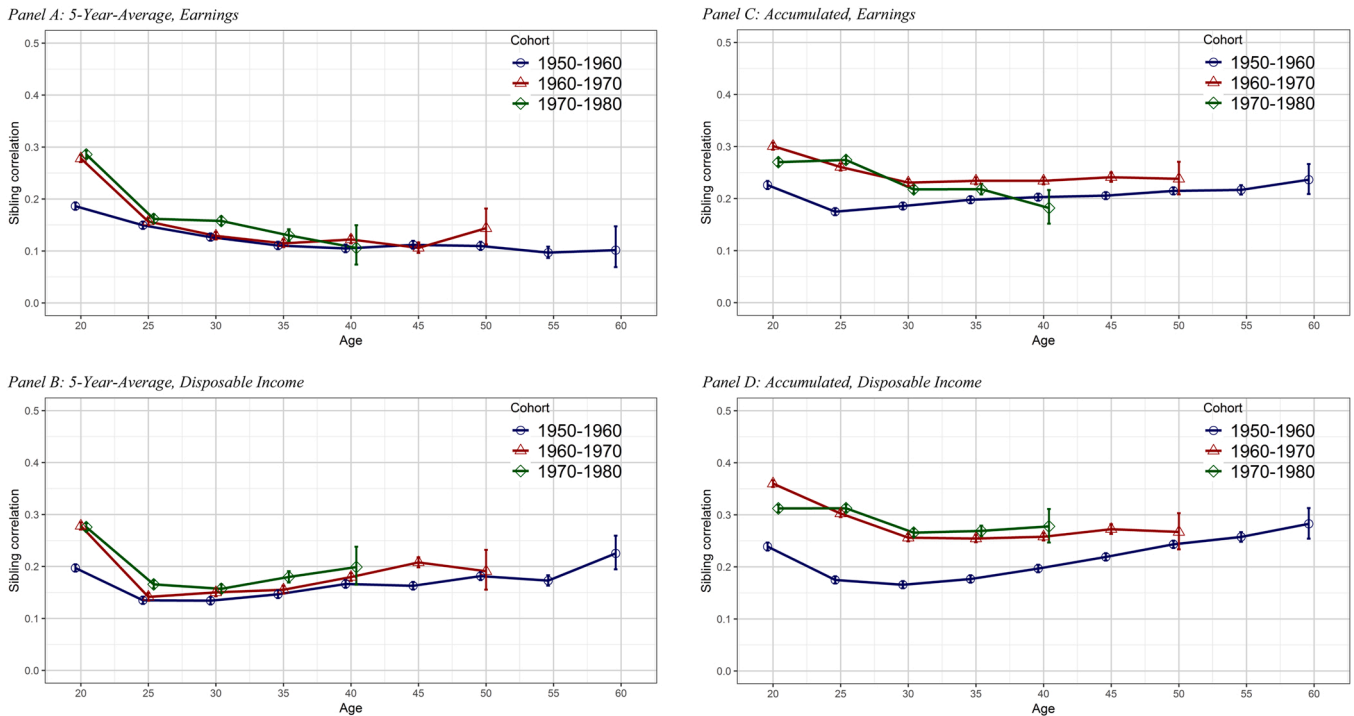 Panel A: 5-Year-Average, Earnings
Cohort
1950-1960
1960-1970
1970-1980
Sibling correlation
0.5
0.4
0.3
0.2
0.1
0.0
20 25 30 35 40 45 50 55 60
Age
Panel C: Accumulated, Earnings
Cohort
1950-1960
1960-1970
1970-1980
Sibling correlation
0.5
0.4
0.3
0.2
0.1
0.0
20 25 30 35 40 45 50 55 60
Age
Panel B: 5-Year-Average, Disposable Income
Cohort
1950-1960
1960-1970
1970-1980
Sibling correlation
0.5
0.4
0.3
0.2
0.1
0.0
20 25 30 35 40 45 50 55 60
Age
Panel D: Accumulated, Disposable Income
Cohort
1950-1960
1960-1970
1970-1980
Sibling correlation
0.5
0.4
0.3
0.2
0.1
0.0
20 25 30 35 40 45 50 55 60
Age